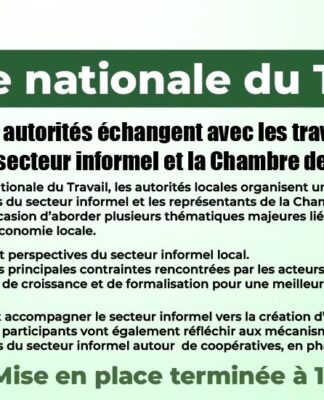 e nationale du T
autorités échangent avec les trav
secteur informel et la Chambre de
tionale du Travail, les autorités locales organisent un
s du secteur informel et les représentants de la Cham
casion d'aborder plusieurs thématiques majeures lié
conomie locale.
t perspectives du secteur informel local.
s principales contraintes rencontrées par les acteurs
de croissance et de formalisation pour une meilleur
t accompagner le secteur informel vers la création d'
participants vont également réfléchir aux mécanism
s du secteur informel autour de coopératives, en pha
Mise en place terminée à 1